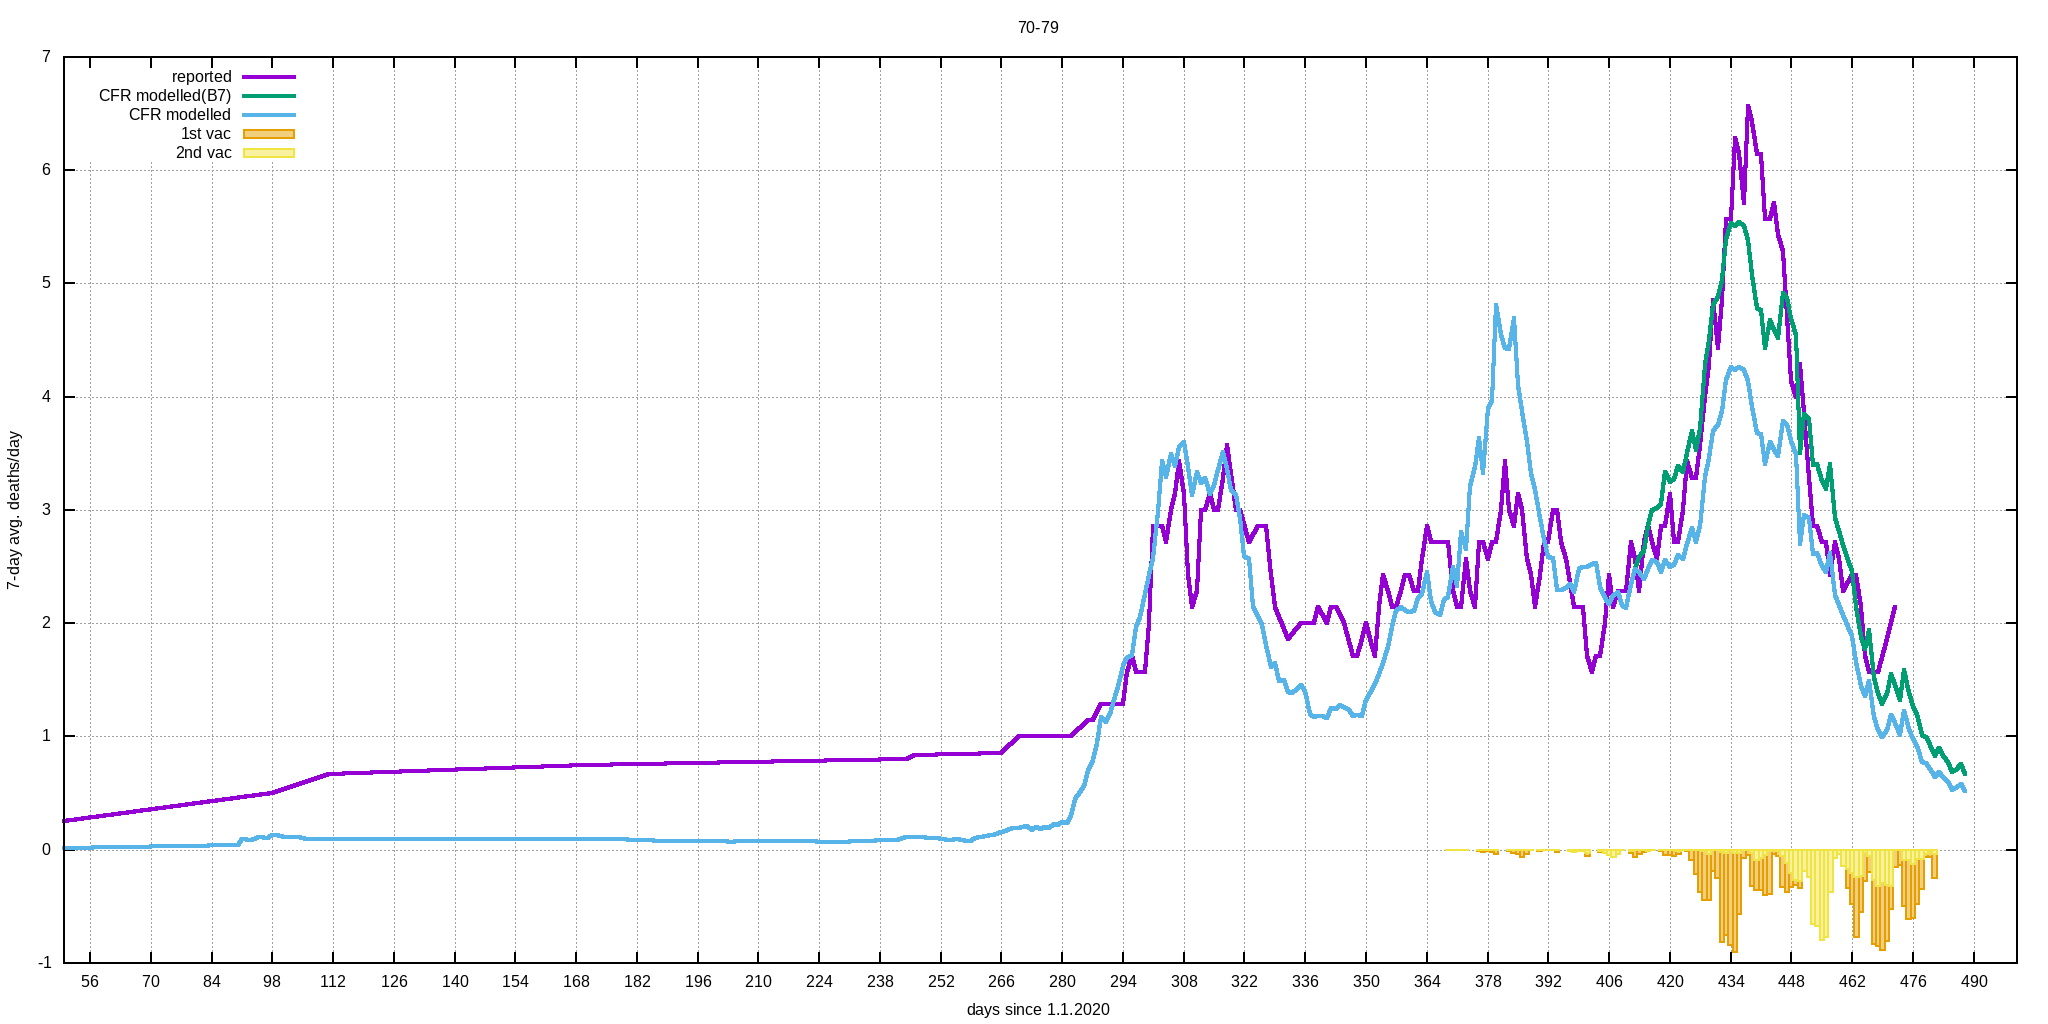 70-79
7
6
5
4
3
2
1
0
-1
reported
CFR modelled(B7)
CFR modelled
1st vac
2nd vac
7-day avg. deaths/day
56 70 84 98 112 126 140 154 168 182 196 210 224 238 252 266 280 294 308 322 336 350 364 378 392 406 420 434 448 462 476 490
days since 1.1.2020